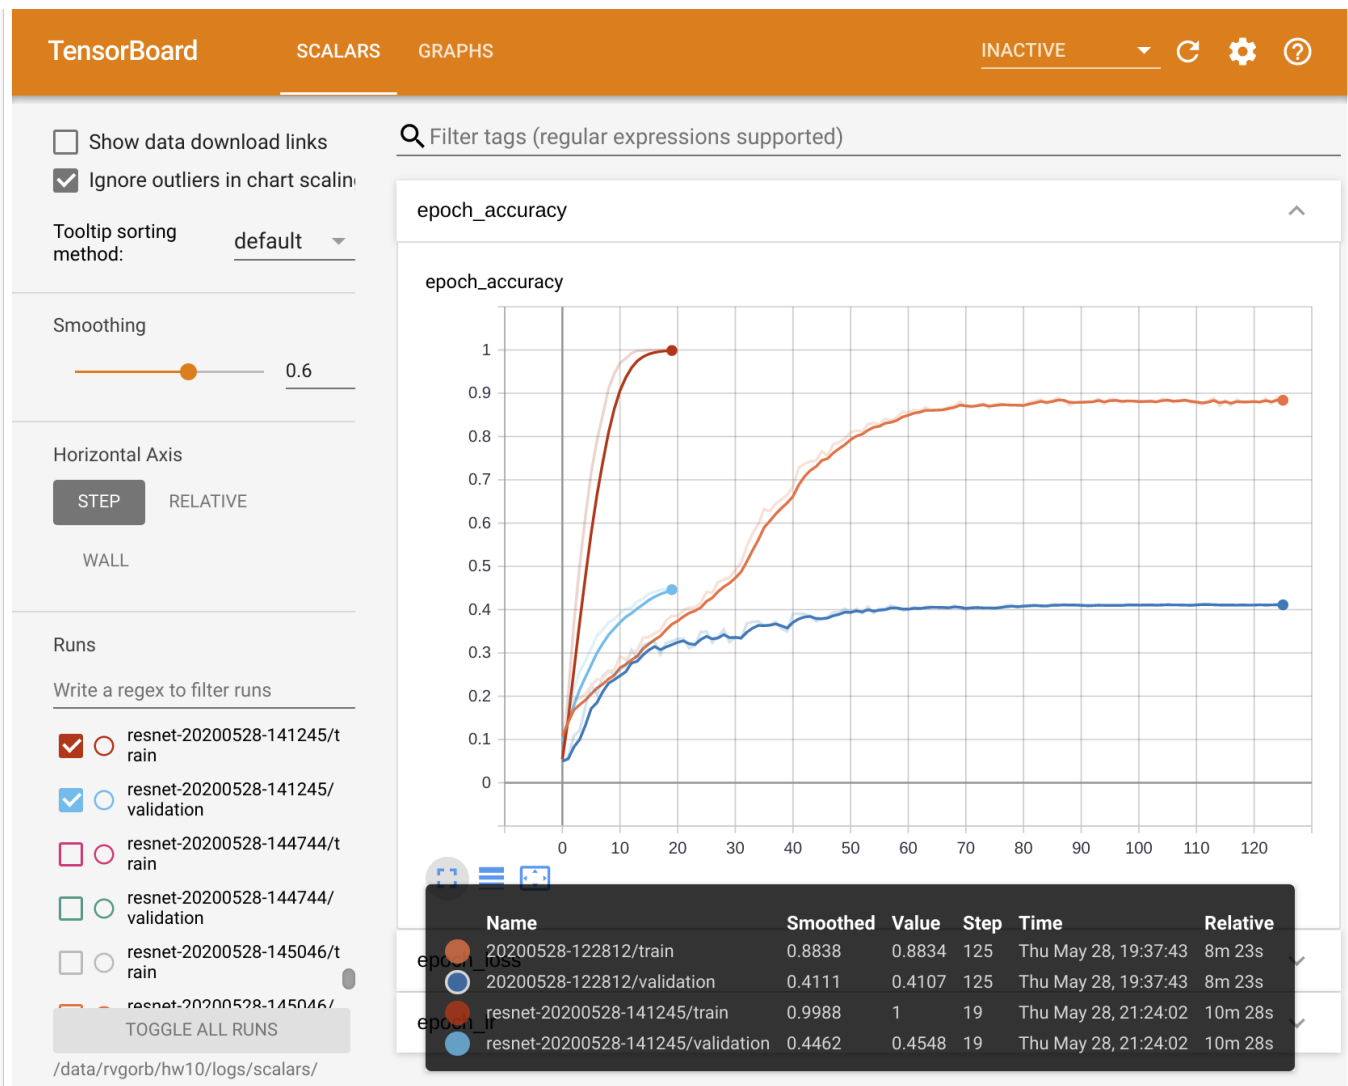 TensorBoard SCALARS GRAPHS INACTIVE
Show data download links
Ignore outliers in chart scalin
Tooltip sorting
method:
default
Smoothing
0.6
Horizontal Axis
STEP RELATIVE
WALL
Runs
Write a regex to filter runs
resnet-20200528-141245/t
rain
resnet-20200528-141245/
validation
resnet-20200528-144744/t
rain
resnet-20200528-144744/
validation
resnet-20200528-145046/t
rain
resnet-20200528-145046/
TOGGLE ALL RUNS
/data/rvgorb/hw10/logs/scalars/
Filter tags (regular expressions supported)
epoch_accuracy
epoch_accuracy
1
0.9
0.8
0.7
0.6
0.5
0.4
0.3
0.2
0.1
0
0 10 20 30 40 50 60 70 80 90 100 110 120
epoch_loss
epoch_lr
Name Smoothed Value Step Time Relative
20200528-122812/train 0.8838 0.8834 125 Thu May 28, 19:37:43 8m 23s
20200528-122812/validation 0.4111 0.4107 125 Thu May 28, 19:37:43 8m 23s
resnet-20200528-141245/train 0.9988 1 19 Thu May 28, 21:24:02 10m 28s
resnet-20200528-141245/validation 0.4462 0.4548 19 Thu May 28, 21:24:02 10m 28s